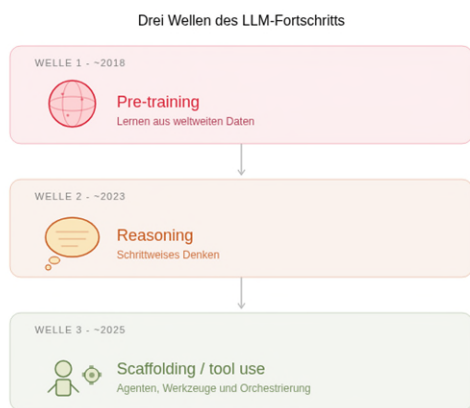 Drei Wellen des LLM-Fortschritts
WELLE 1 - ~2018
Pre-training
Lernen aus weltweiten Daten
WELLE 2 - ~2023
Reasoning
Schrittweises Denken
WELLE 3 - ~2025
Scaffolding / tool use
Agenten, Werkzeuge und Orchestrierung